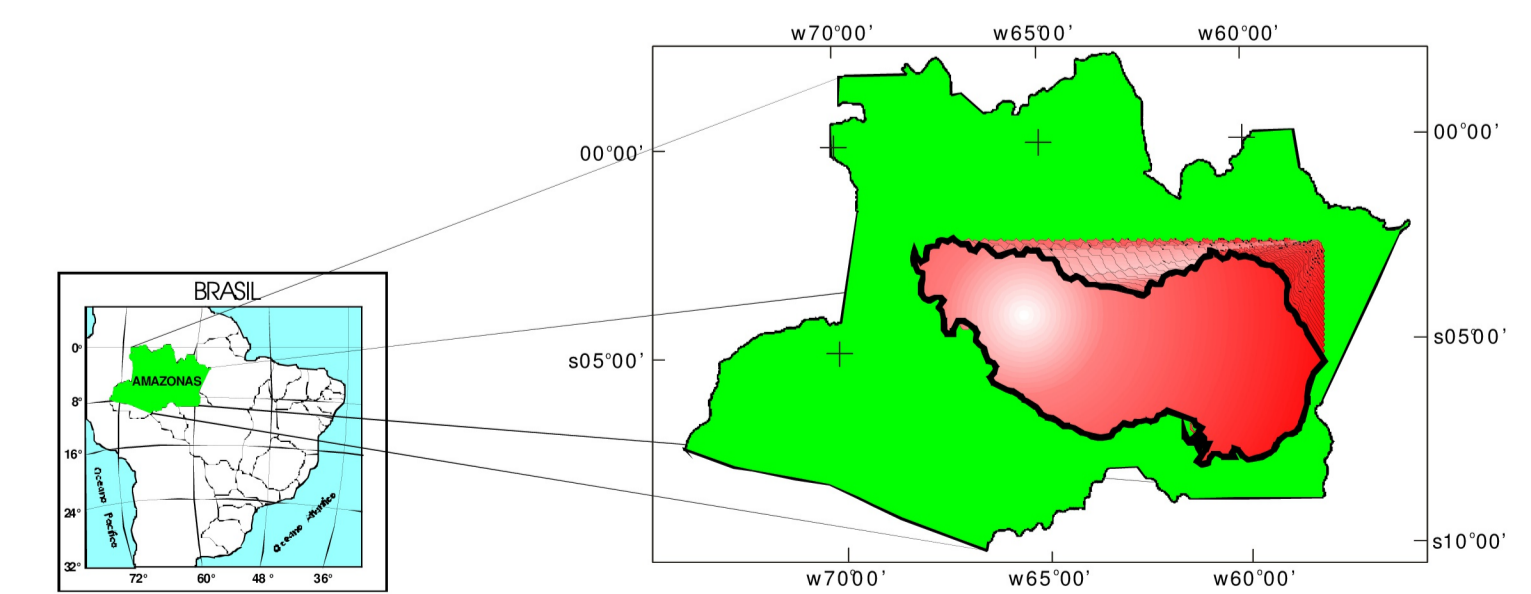 w70°00’ w65°00’ w60°00’
00°00’ 00°00’
BRASIL
0°
AMAZONAS
s05°00’ s05°00’
8°
16°
Oceano Pacífica
Oceano Atlântico
24°
s10°00’
32°
72° 60° 48° 36°
w70°00’ w65°00’ w60°00’